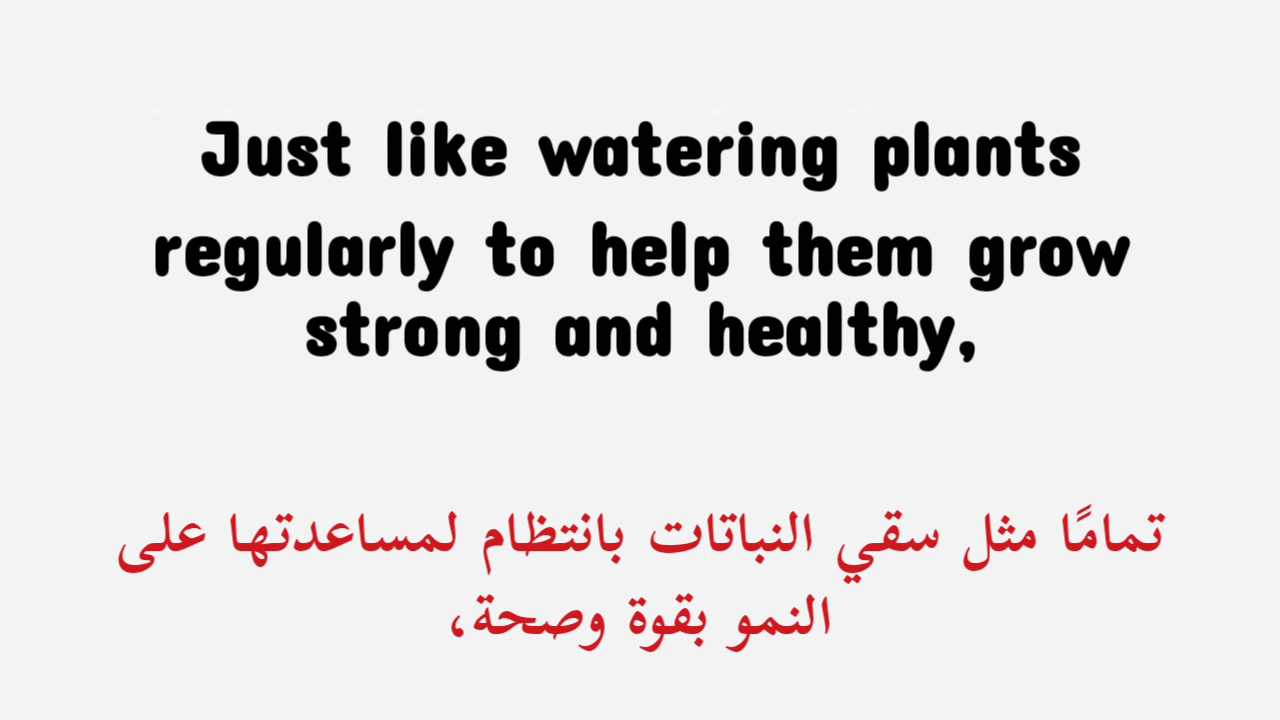 Just like watering plants
regularly to help them grow
strong and healthy,
تمامًا مثل سقي النباتات بانتظام لمساعدتها على
النمو بقوة وصحة،